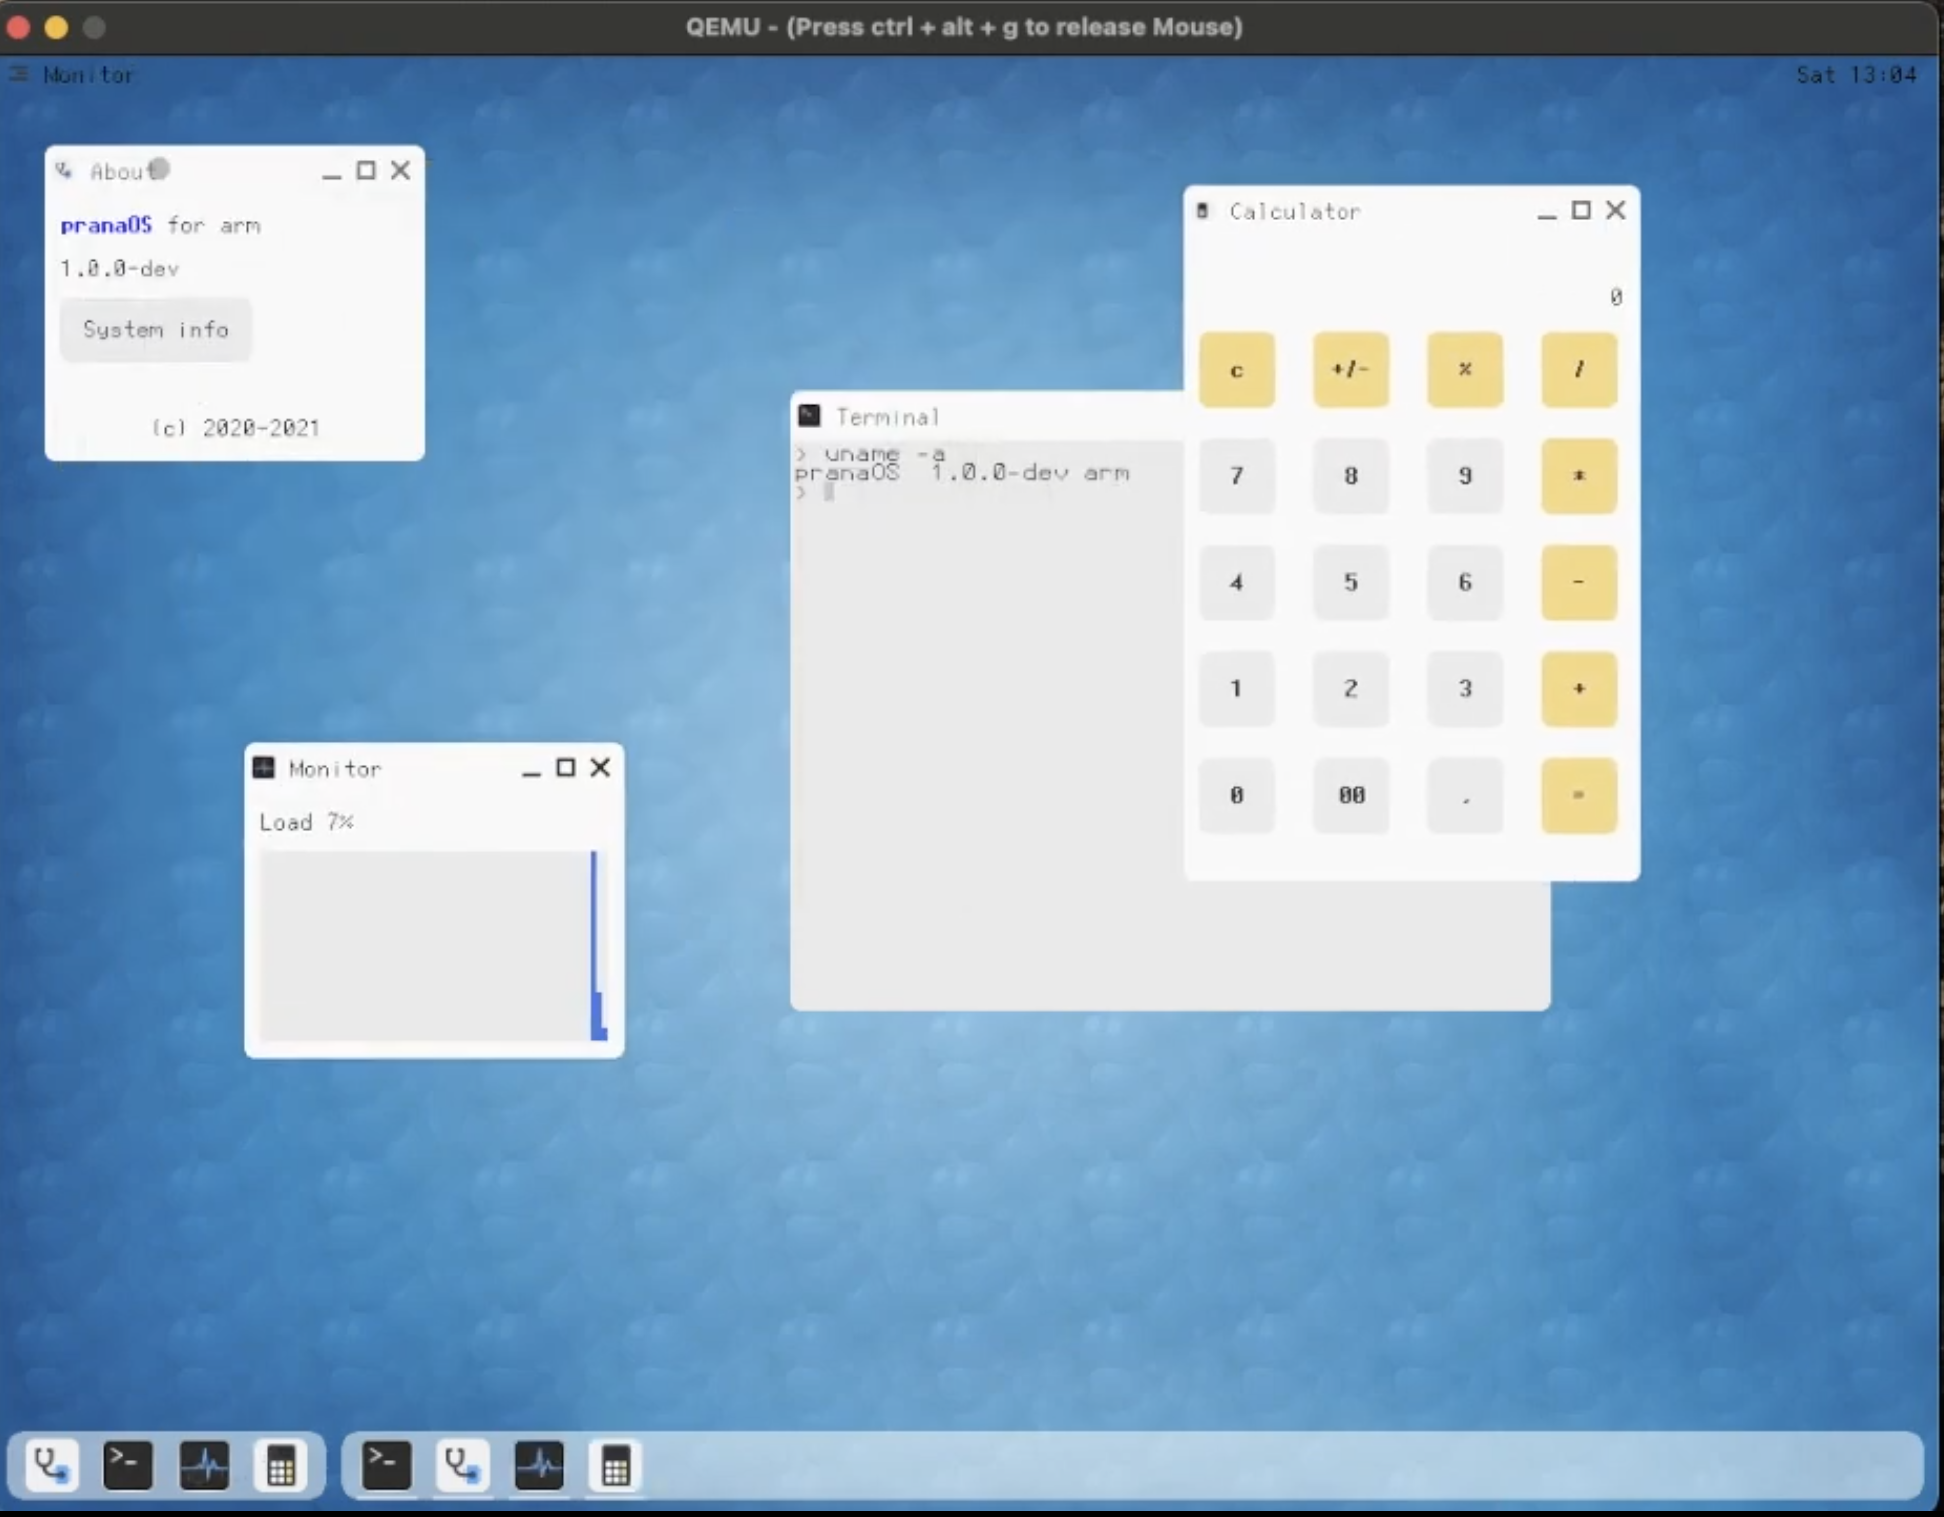 QEMU - (Press ctrl + alt + g to release Mouse)
Monitor
Sat 13:04
About
pranaOS for arm
1.0.0-dev
System info
(c) 2020-2021
Calculator
0
c +/- % /
7 8 9 *
4 5 6 -
1 2 3 +
0 00 . =
Terminal
> uname -a
pranaOS  1.0.0-dev arm
>
Monitor
Load 7%
>-
>-